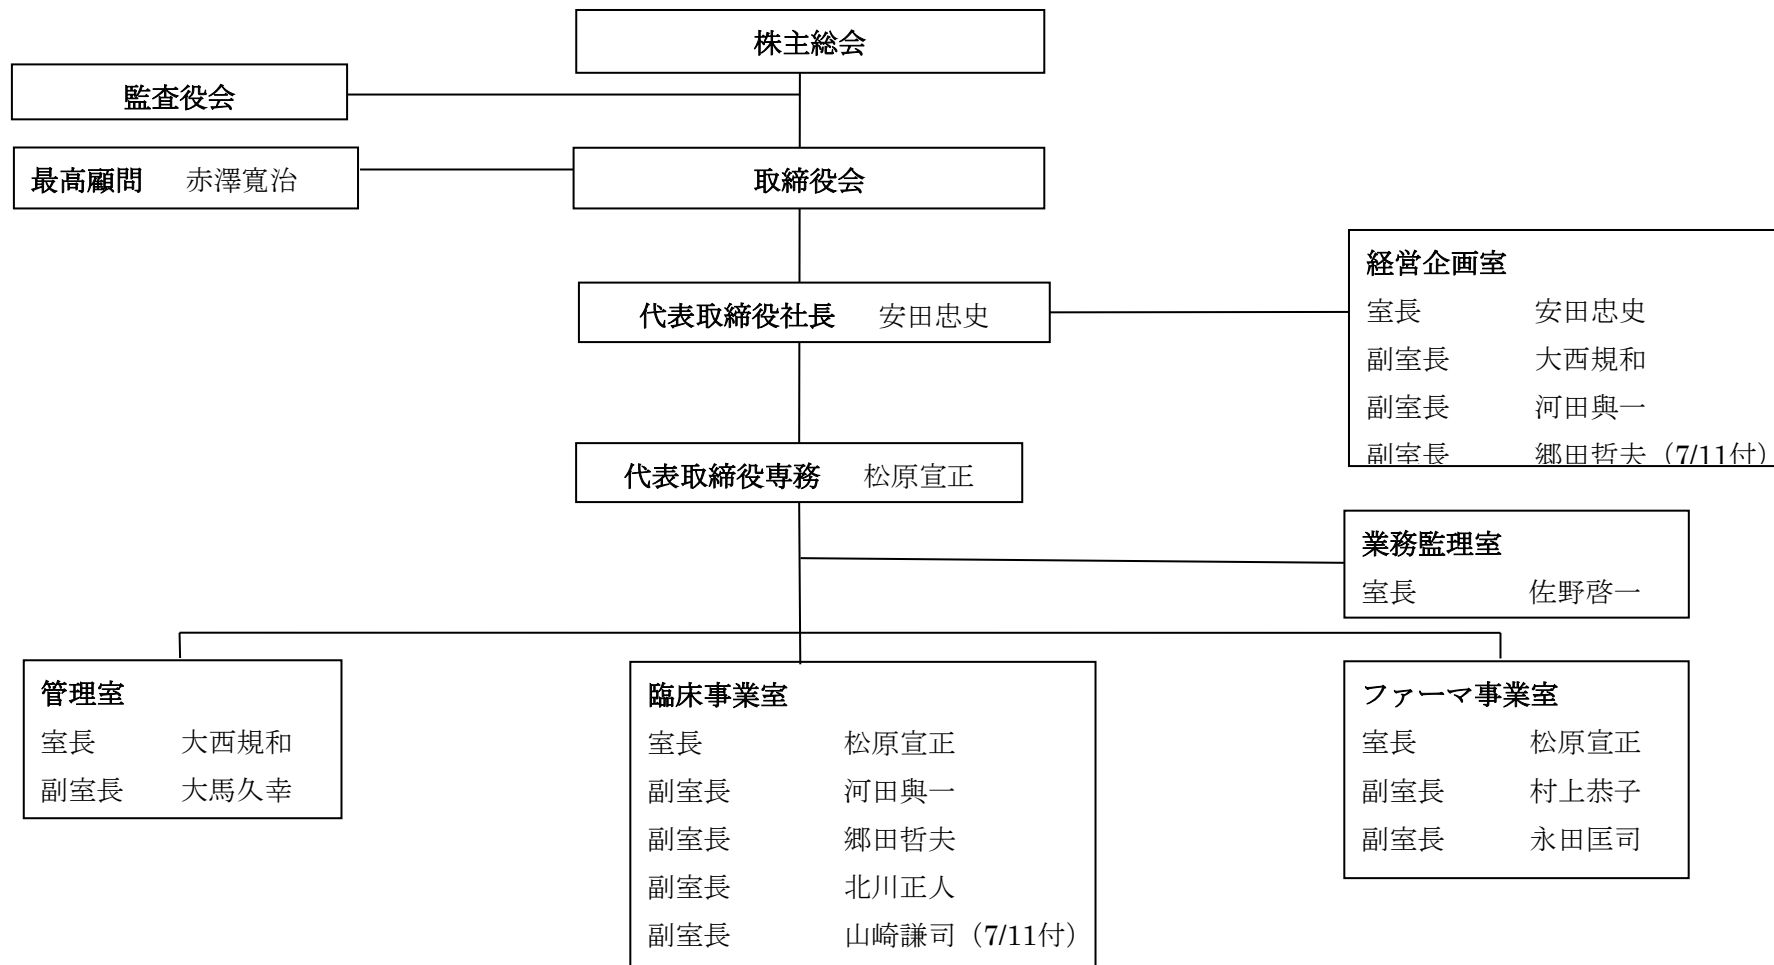 株主総会
監査役会
最高顧問 赤澤寛治
取締役会
代表取締役社長 安田忠史
経営企画室
室長 安田忠史
副室長 大西規和
副室長 河田與一
副室長 郷田哲夫（7/11付）
代表取締役専務 松原宣正
業務監理室
室長 佐野啓一
管理室
室長 大西規和
副室長 大馬久幸
臨床事業室
室長 松原宣正
副室長 河田與一
副室長 郷田哲夫
副室長 北川正人
副室長 山崎謙司（7/11付）
ファーマ事業室
室長 松原宣正
副室長 村上恭子
副室長 永田匡司